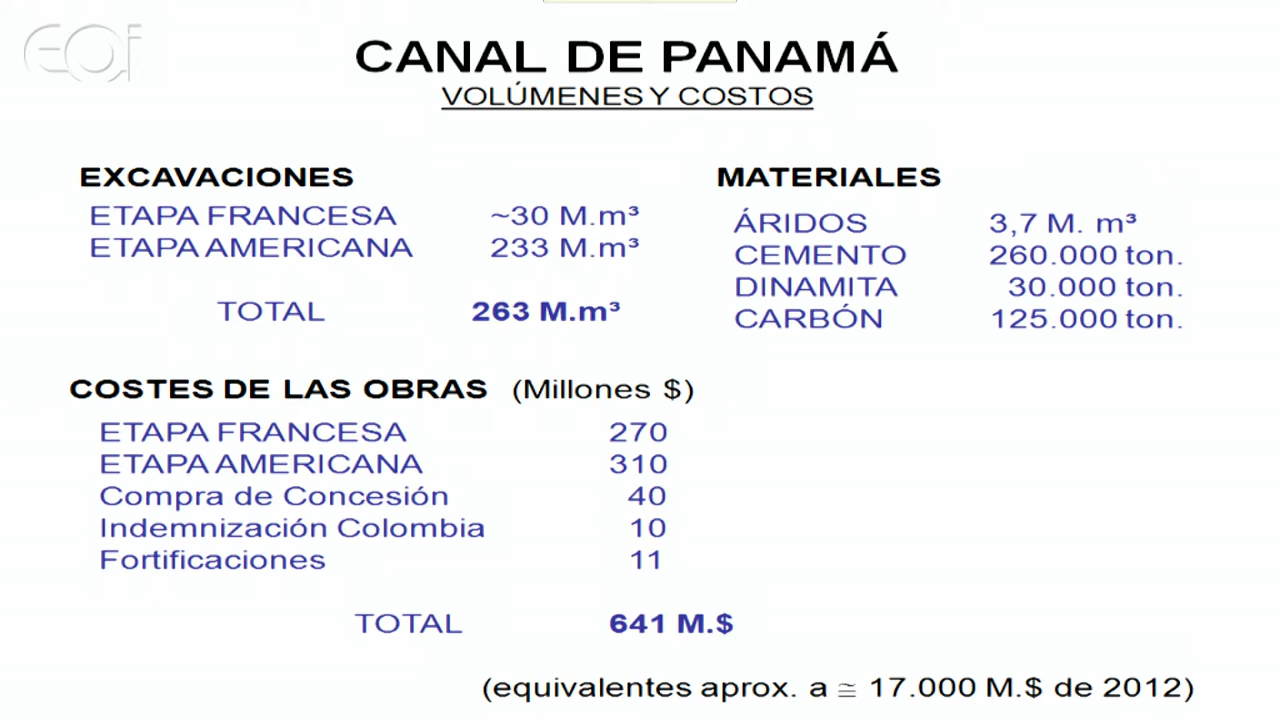 eoi
CANAL DE PANAMÁ
VOLÚMENES Y COSTOS
EXCAVACIONES
ETAPA FRANCESA ~30 M.m³
ETAPA AMERICANA 233 M.m³
TOTAL 263 M.m³
MATERIALES
ÁRIDOS 3,7 M. m³
CEMENTO 260.000 ton.
DINAMITA 30.000 ton.
CARBÓN 125.000 ton.
COSTES DE LAS OBRAS (Millones $)
ETAPA FRANCESA 270
ETAPA AMERICANA 310
Compra de Concesión 40
Indemnización Colombia 10
Fortificaciones 11
TOTAL 641 M.$
(equivalentes aprox. a ≅ 17.000 M.$ de 2012)